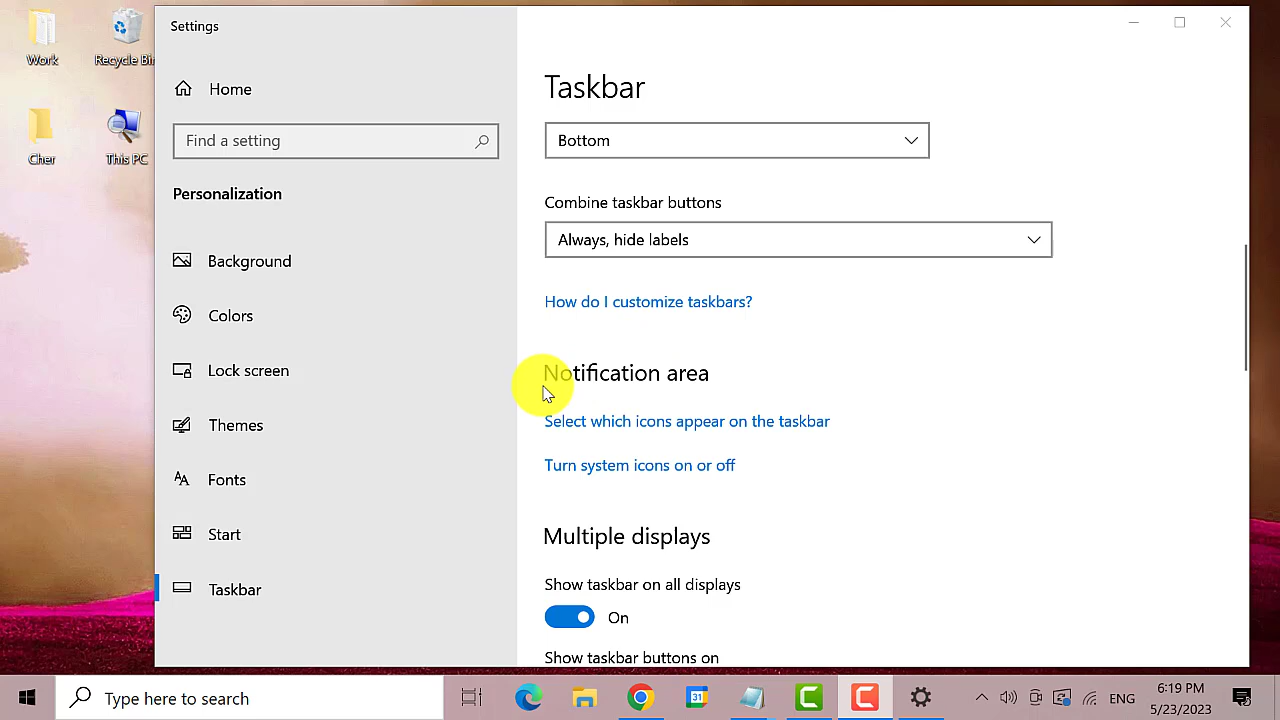 Work
Recycle Bin
Cher
This PC
Settings
Home
Find a setting
Personalization
Background
Colors
Lock screen
Themes
Fonts
Start
Taskbar
Taskbar
Bottom
Combine taskbar buttons
Always, hide labels
How do I customize taskbars?
Notification area
Select which icons appear on the taskbar
Turn system icons on or off
Multiple displays
Show taskbar on all displays
On
Show taskbar buttons on
Type here to search
31
ENG
6:19 PM
5/23/2023